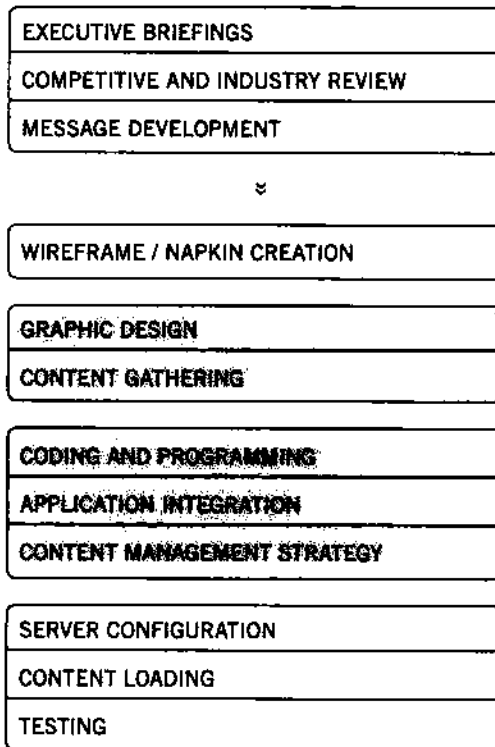 EXECUTIVE BRIEFINGS
COMPETITIVE AND INDUSTRY REVIEW
MESSAGE DEVELOPMENT
WIREFRAME / NAPKIN CREATION
GRAPHIC DESIGN
CONTENT GATHERING
CODING AND PROGRAMMING
APPLICATION INTEGRATION
CONTENT MANAGEMENT STRATEGY
SERVER CONFIGURATION
CONTENT LOADING
TESTING